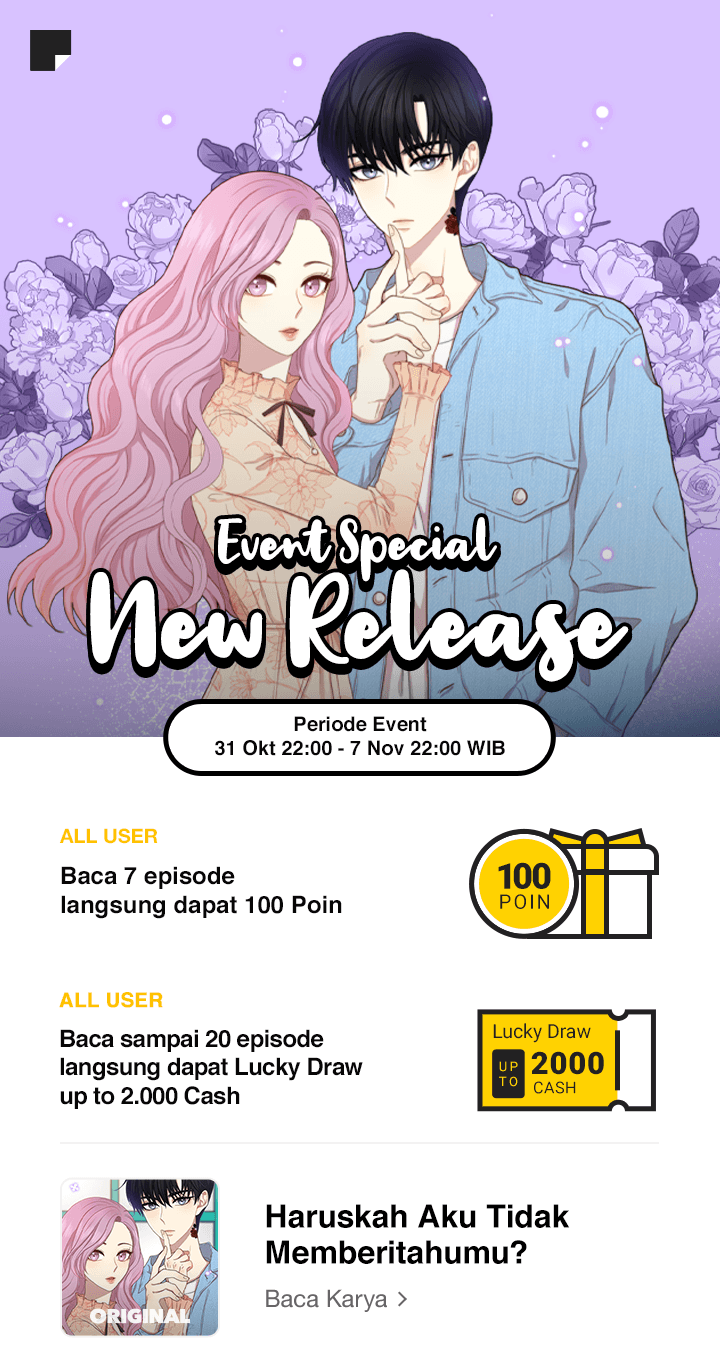 Event Special
New Release
Periode Event
31 Okt 22:00 - 7 Nov 22:00 WIB
ALL USER
Baca 7 episode
langsung dapat 100 Poin
100
POIN
ALL USER
Baca sampai 20 episode
langsung dapat Lucky Draw
up to 2.000 Cash
Lucky Draw
UP TO 2000
CASH
ORIGINAL
Haruskah Aku Tidak
Memberitahumu?
Baca Karya >